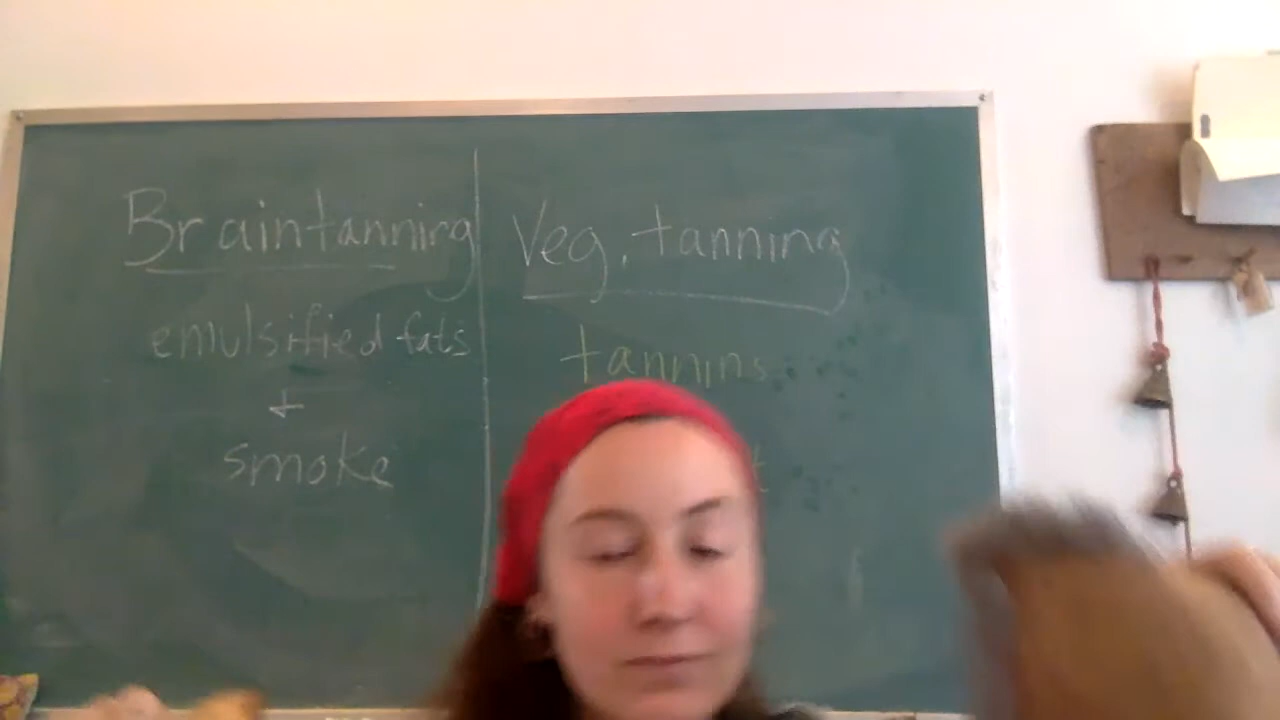 Braintanning
emulsified fats
+
smoke
Veg. tanning
tannins